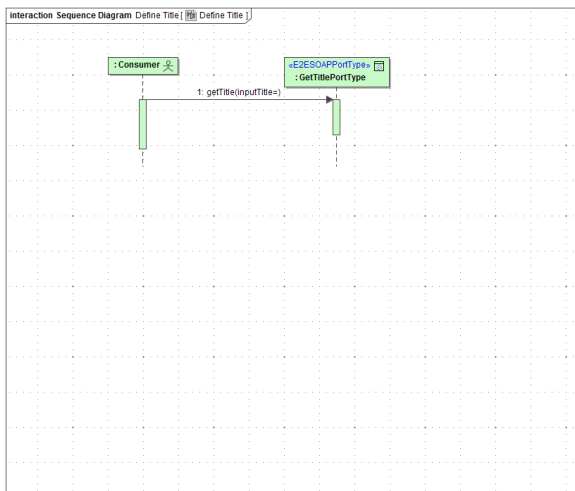 interaction Sequence Diagram Define Title [ Define Title ]
: Consumer
«E2ESOAPPortType»
: GetTitlePortType
1: getTitle(inputTitle=)